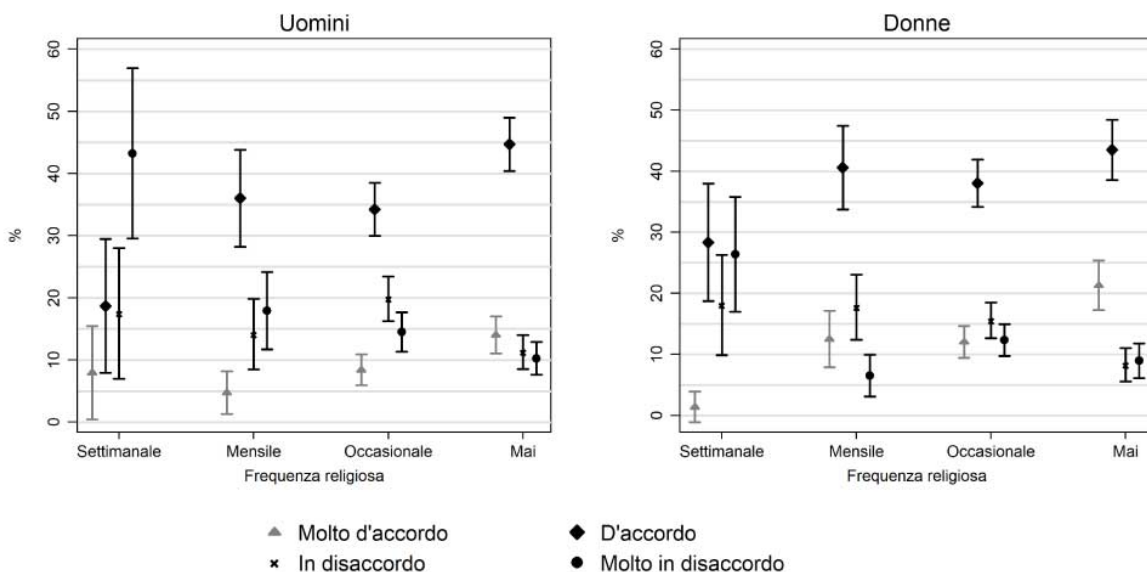 Uomini
60
50
40
30
20
10
0
%
Settimanale Mensile Occasionale Mai
Frequenza religiosa
Donne
60
50
40
30
20
10
0
%
Settimanale Mensile Occasionale Mai
Frequenza religiosa
Molto d'accordo D'accordo
In disaccordo Molto in disaccordo